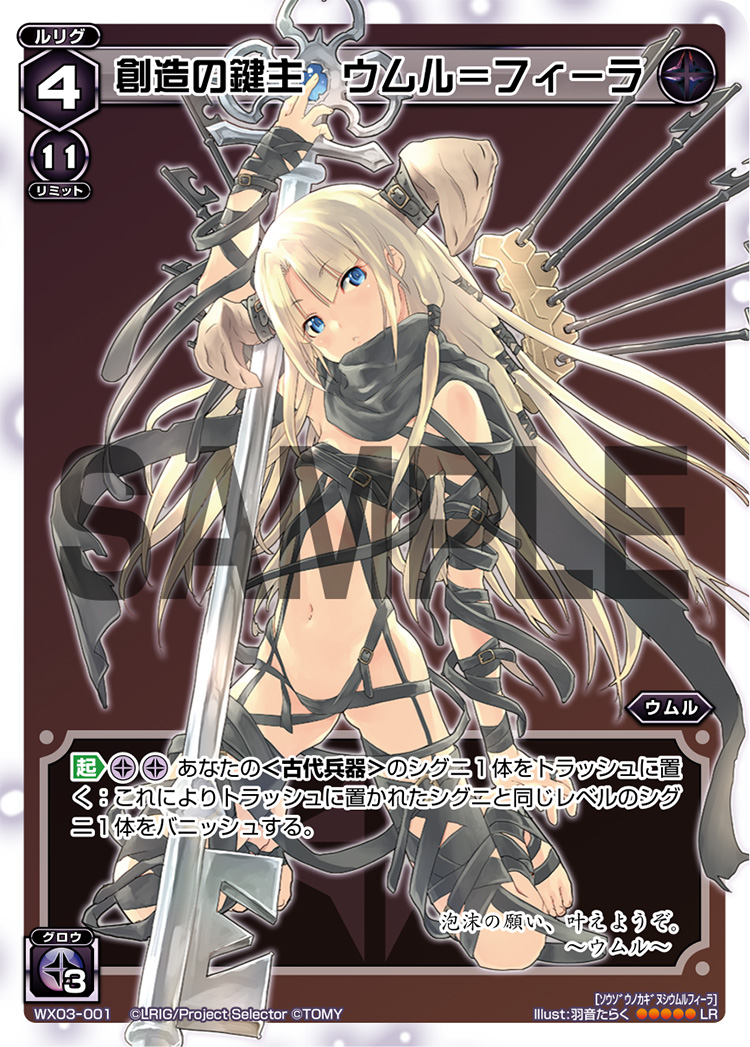 ルリグ
4
創造の鍵主 ウムル＝フィーラ
11
リミット
SAMPLE
ウムル
起 あなたの<古代兵器>のシグニ1体をトラッシュに置
く：これによりトラッシュに置かれたシグニと同じレベルのシグ
ニ1体をバニッシュする。
泡沫の願い、叶えようぞ。
～ウムル～
グロウ
3
[ソウゾウノカギヌシウムルフィーラ]
WX03-001 ©LRIG/Project Selector ©TOMY Illust:羽音たらく LR